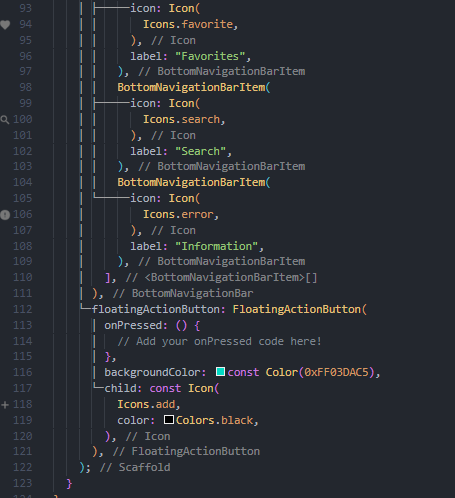 93 icon: Icon(
94 Icons.favorite,
95 ), // Icon
96 label: "Favorites",
97 ), // BottomNavigationBarItem
98 BottomNavigationBarItem(
99 icon: Icon(
100 Icons.search,
101 ), // Icon
102 label: "Search",
103 ), // BottomNavigationBarItem
104 BottomNavigationBarItem(
105 icon: Icon(
106 Icons.error,
107 ), // Icon
108 label: "Information",
109 ), // BottomNavigationBarItem
110 ], // <BottomNavigationBarItem>[]
111 ), // BottomNavigationBar
112 floatingActionButton: FloatingActionButton(
113 onPressed: () {
114 // Add your onPressed code here!
115 },
116 backgroundColor: const Color(0xFF03DAC5),
117 child: const Icon(
118 Icons.add,
119 color: Colors.black,
120 ), // Icon
121 ), // FloatingActionButton
122 ); // Scaffold
123 }